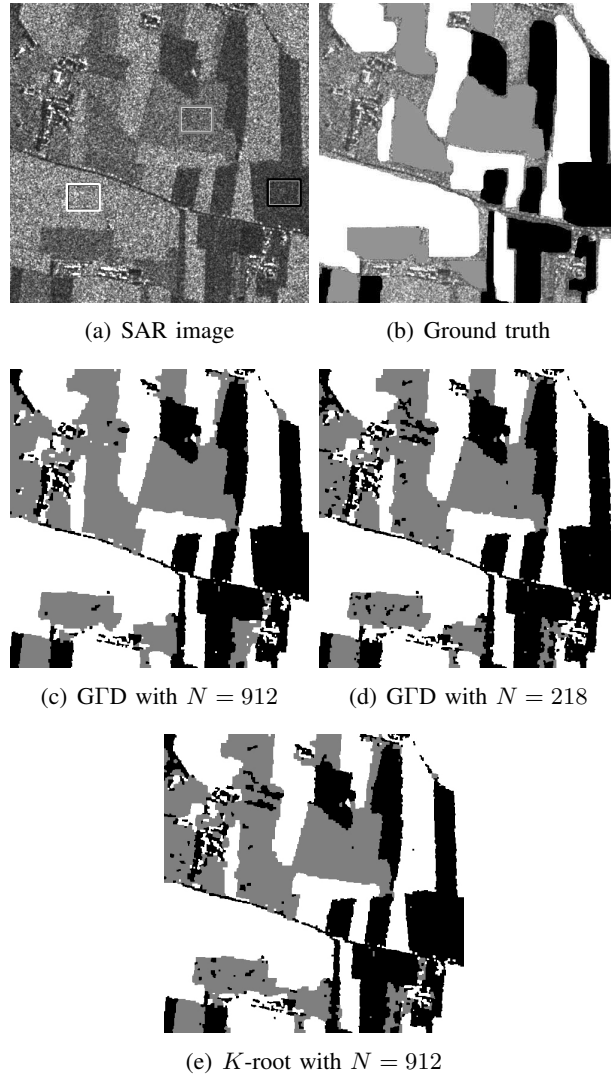 (a) SAR image
(b) Ground truth
(c) GΓD with N = 912
(d) GΓD with N = 218
(e) K-root with N = 912